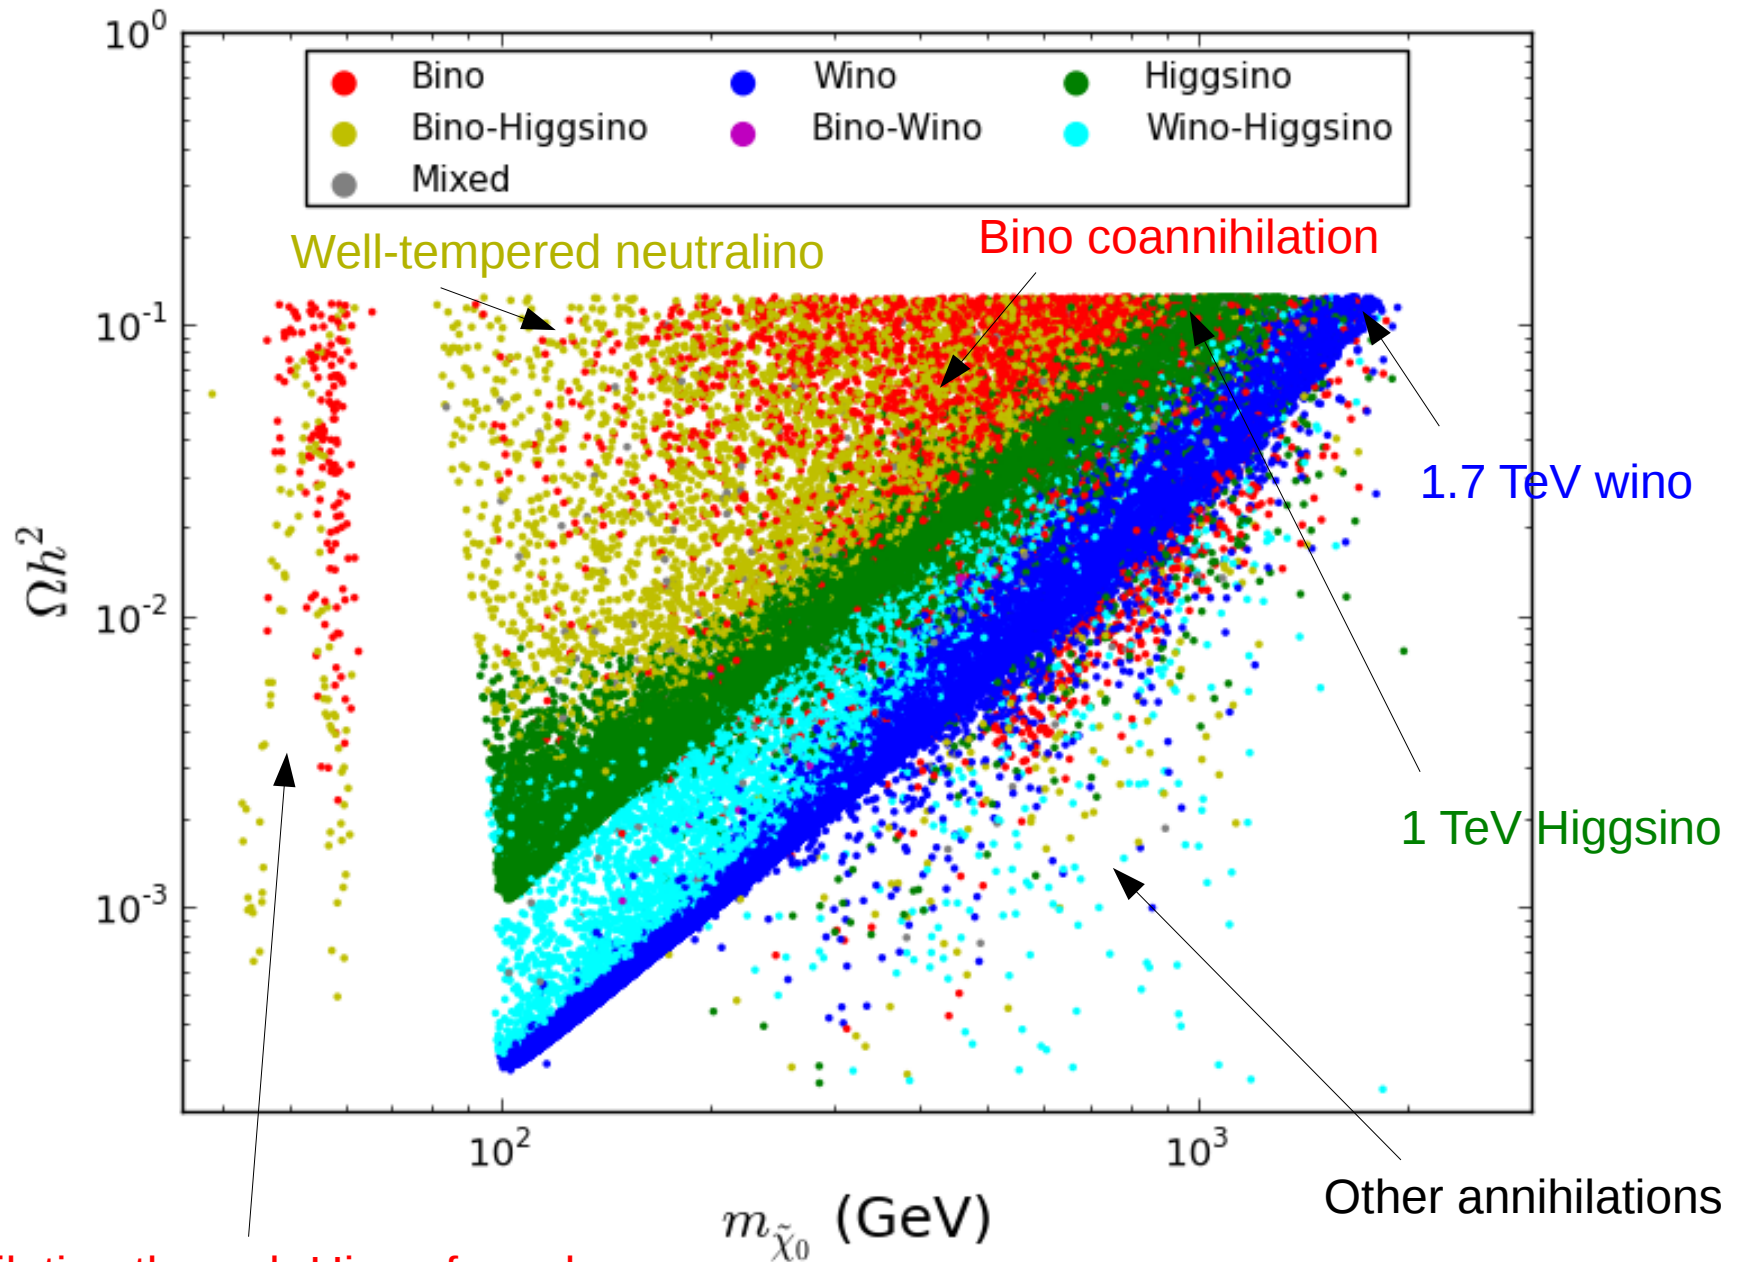 10^0
Bino Wino Higgsino
Bino-Higgsino Bino-Wino Wino-Higgsino
Mixed
Well-tempered neutralino
Bino coannihilation
10^-1
1.7 TeV wino
Ωh^2
10^-2
1 TeV Higgsino
10^-3
10^2
10^3
Other annihilations
m_χ̃0 (GeV)